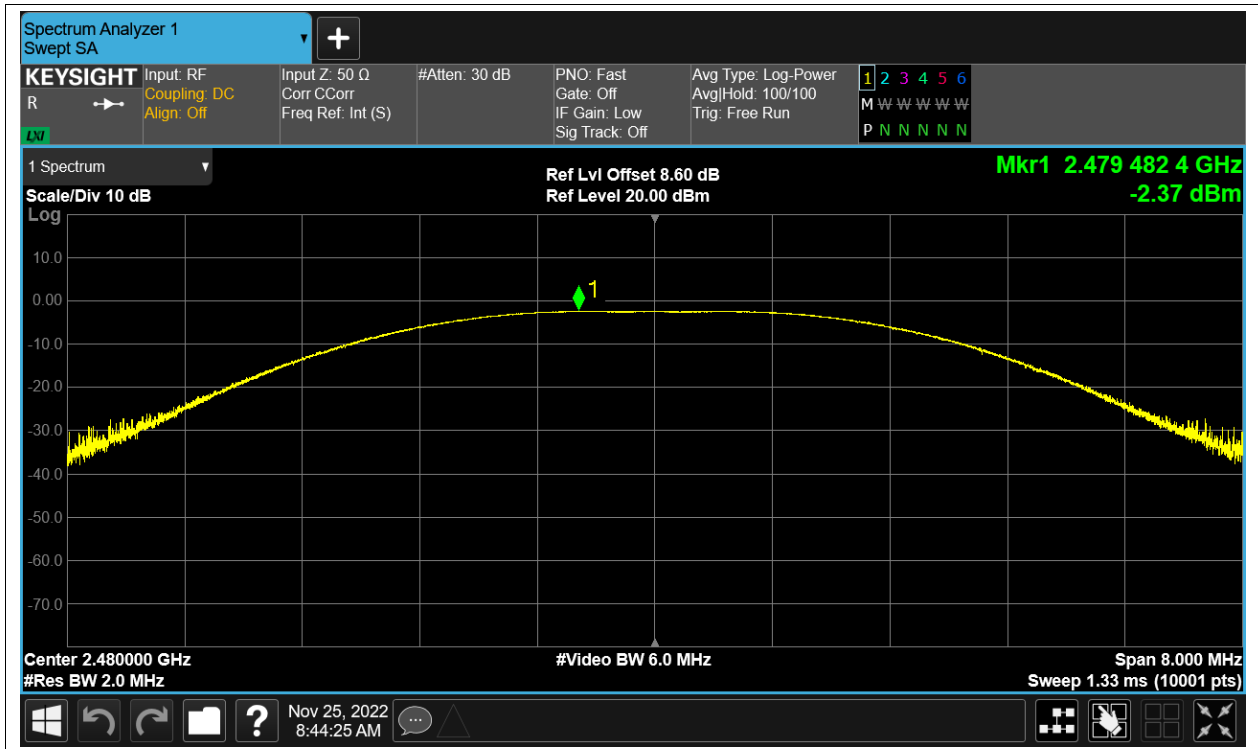 Spectrum Analyzer 1
Swept SA
KEYSIGHT
R
LXI
Input: RF
Coupling: DC
Align: Off
Input Z: 50 Ω
Corr CCorr
Freq Ref: Int (S)
#Atten: 30 dB
PNO: Fast
Gate: Off
IF Gain: Low
Sig Track: Off
Avg Type: Log-Power
Avg|Hold: 100/100
Trig: Free Run
1 2 3 4 5 6
M W W W W W
P N N N N N
1 Spectrum
Scale/Div 10 dB
Log
Ref Lvl Offset 8.60 dB
Ref Level 20.00 dBm
Mkr1 2.479 482 4 GHz
-2.37 dBm
10.0
0.00
-10.0
-20.0
-30.0
-40.0
-50.0
-60.0
-70.0
1
Center 2.480000 GHz
#Res BW 2.0 MHz
#Video BW 6.0 MHz
Span 8.000 MHz
Sweep 1.33 ms (10001 pts)
?
Nov 25, 2022
8:44:25 AM